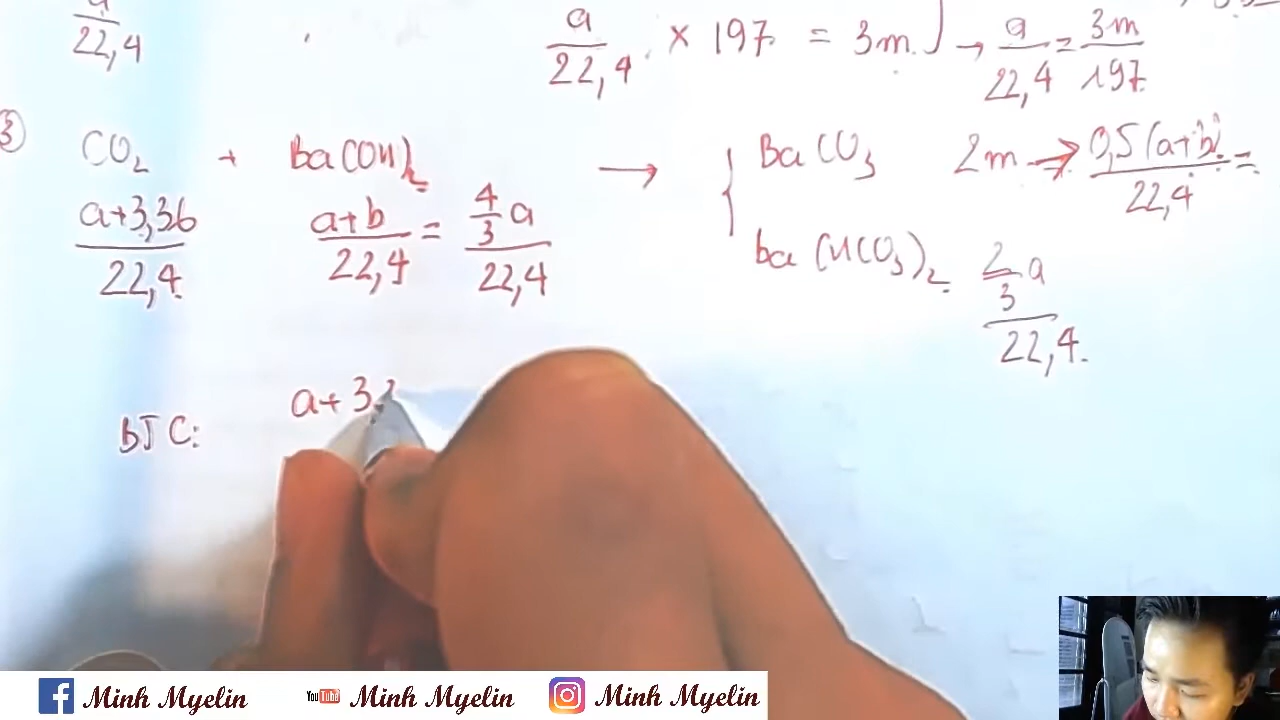 a/22,4
a/22,4 × 197 = 3m → a/22,4 = 3m/197
③ CO₂ + Ba(OH)₂ → { BaCO₃ 2m → 0,5(a+b)/22,4 =
(a+3,36)/22,4 (a+b)/22,4 = (4/3 a)/22,4
Ba(HCO₃)₂ (2/3 a)/22,4
BTC: a+3,3
Minh Myelin YouTube Minh Myelin Minh Myelin